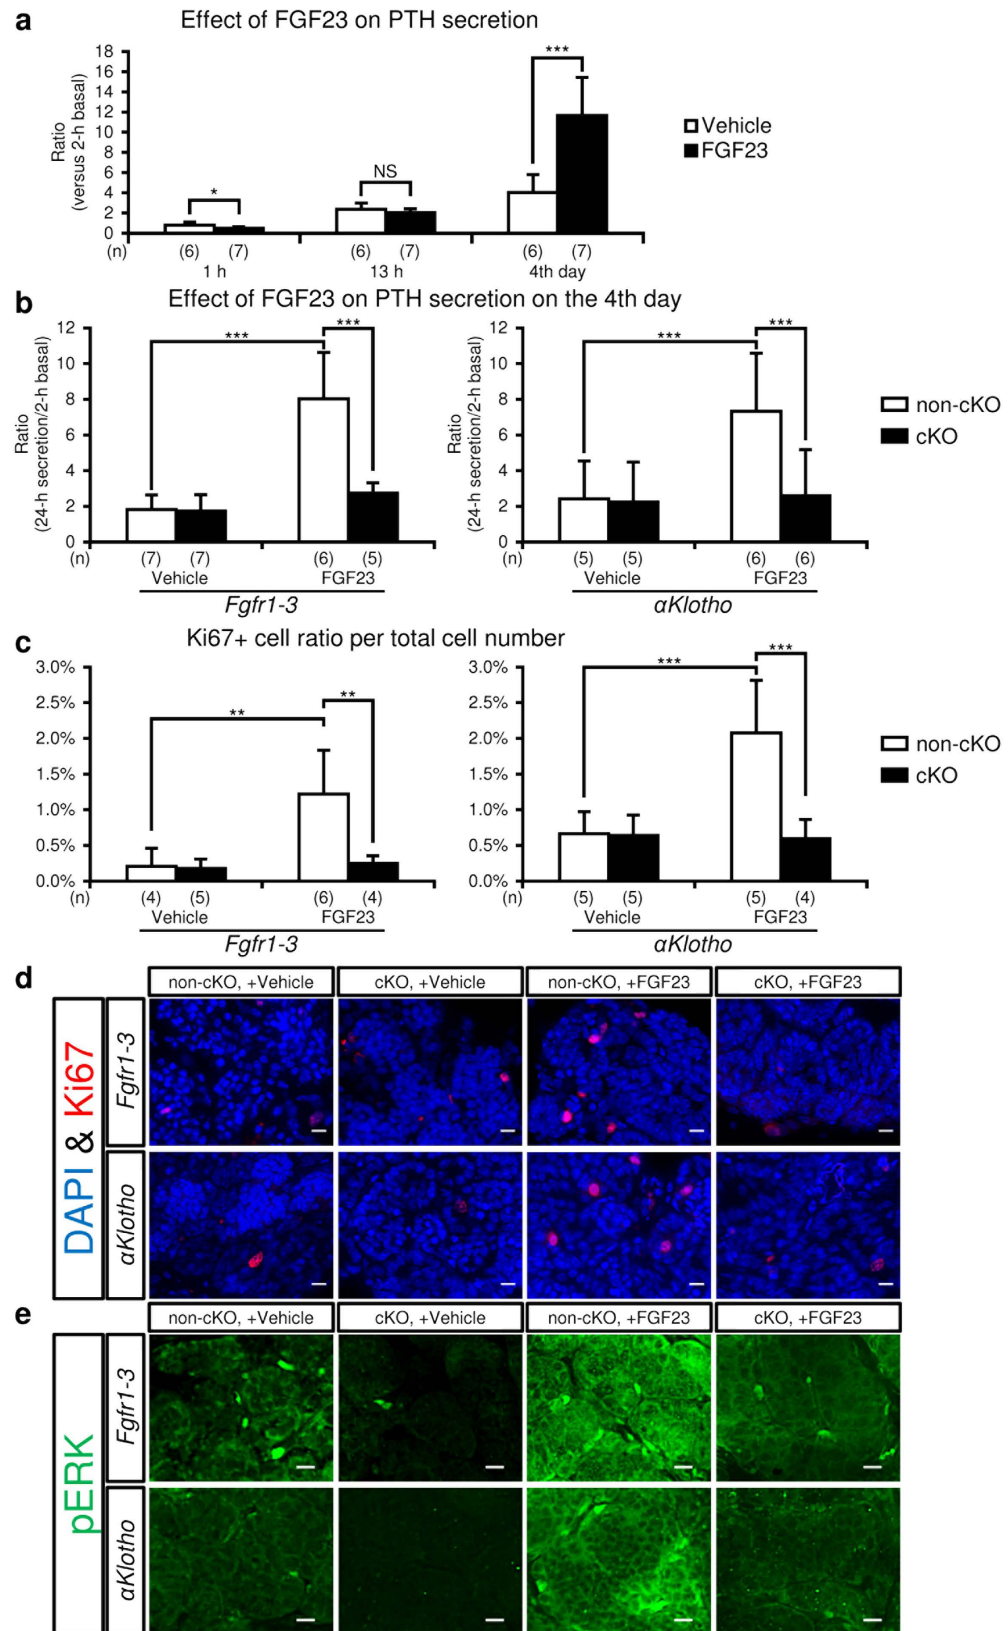 a Effect of FGF23 on PTH secretion
Ratio
(versus 2-h basal)
18
16
14
12
10
8
6
4
2
0
* NS ***
Vehicle
FGF23
(n) (6) (7) (6) (7) (6) (7)
1 h 13 h 4th day
b Effect of FGF23 on PTH secretion on the 4th day
Ratio
(24-h secretion/2-h basal)
12
10
8
6
4
2
0
*** ***
(n) (7) (7) (6) (5)
Vehicle FGF23
Fgfr1-3
Ratio
(24-h secretion/2-h basal)
12
10
8
6
4
2
0
*** ***
(n) (5) (5) (6) (6)
Vehicle FGF23
αKlotho
non-cKO
cKO
c Ki67+ cell ratio per total cell number
3.0%
2.5%
2.0%
1.5%
1.0%
0.5%
0.0%
** **
(n) (4) (5) (6) (4)
Vehicle FGF23
Fgfr1-3
3.0%
2.5%
2.0%
1.5%
1.0%
0.5%
0.0%
*** ***
(n) (5) (5) (5) (4)
Vehicle FGF23
αKlotho
non-cKO
cKO
d non-cKO, +Vehicle cKO, +Vehicle non-cKO, +FGF23 cKO, +FGF23
DAPI & Ki67
Fgfr1-3
αKlotho
e non-cKO, +Vehicle cKO, +Vehicle non-cKO, +FGF23 cKO, +FGF23
pERK
Fgfr1-3
αKlotho